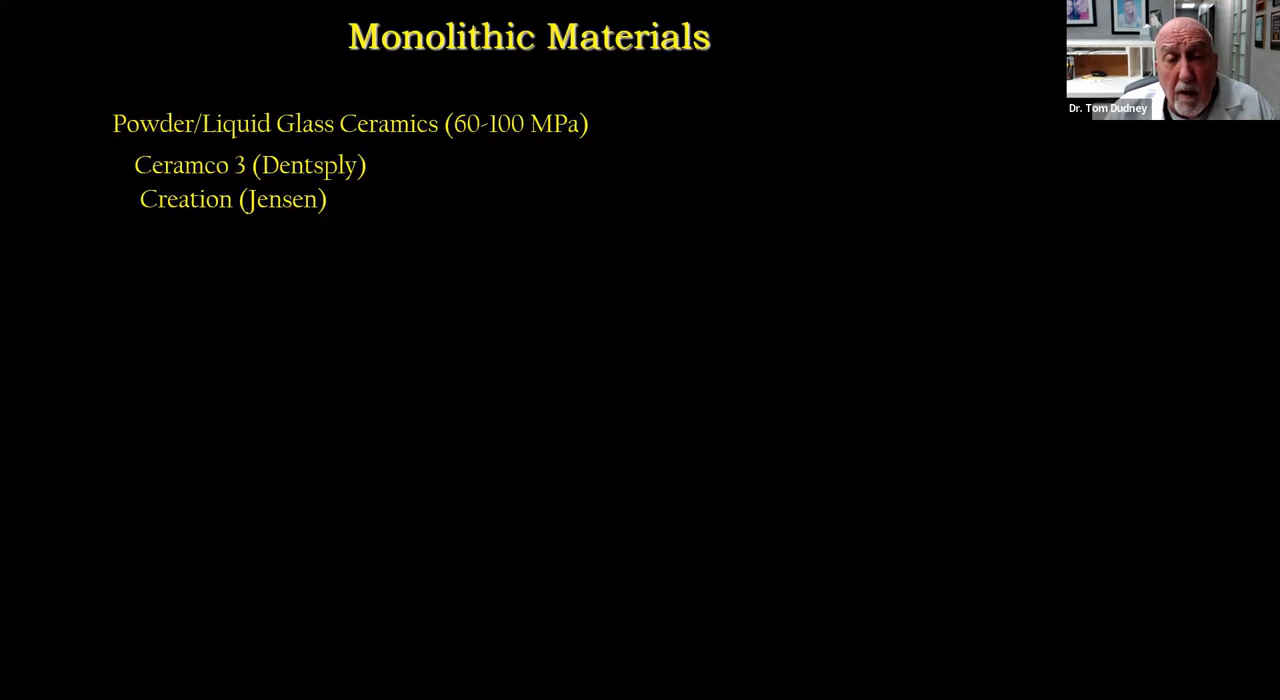 Monolithic Materials
Dr. Tom Dudney
Powder/Liquid Glass Ceramics (60-100 MPa)
Ceramco 3 (Dentsply)
Creation (Jensen)